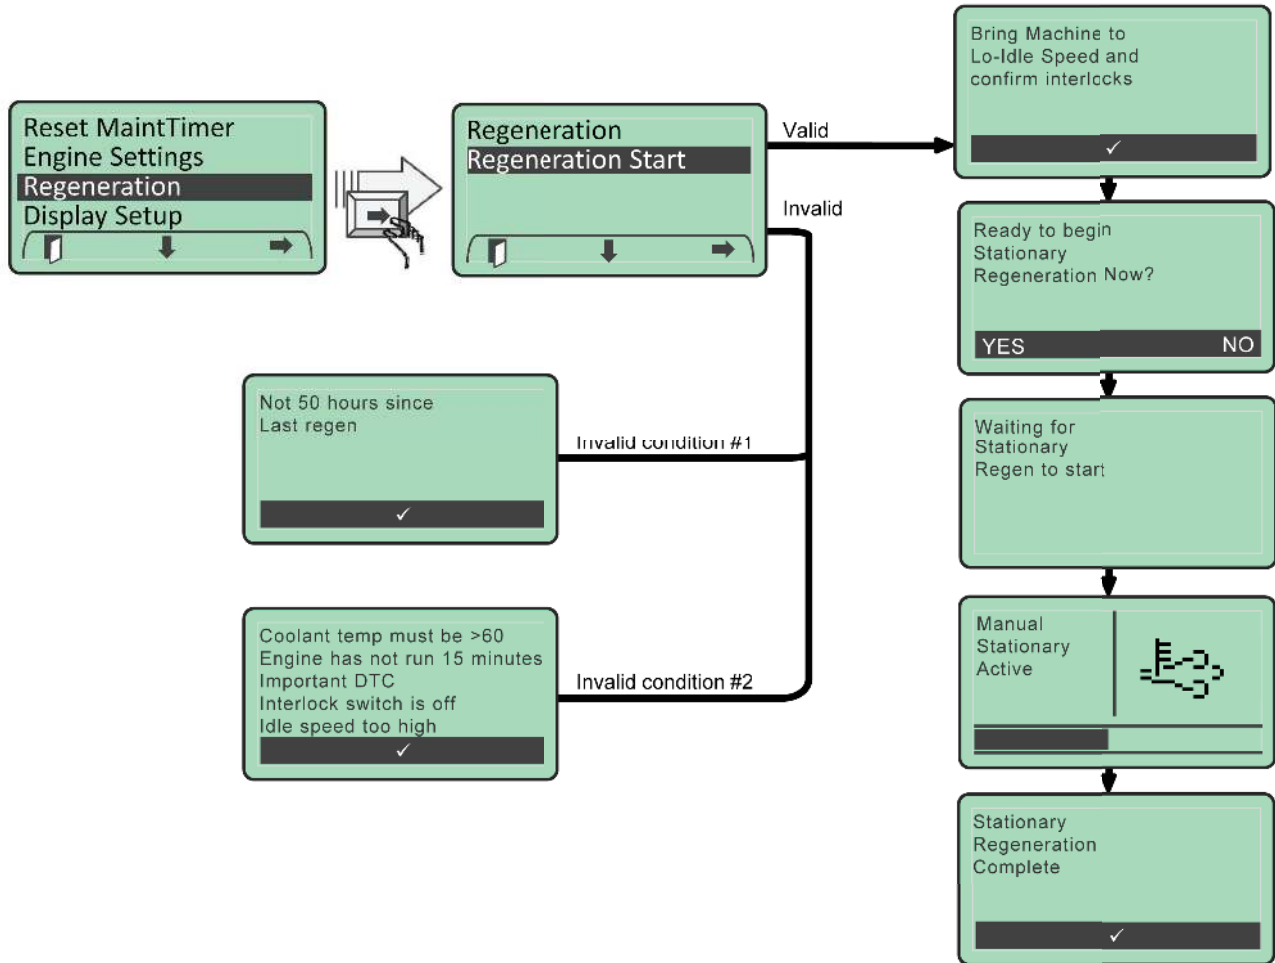 Reset MaintTimer
Engine Settings
Regeneration
Display Setup
Regeneration
Regeneration Start
Valid
Invalid
Bring Machine to
Lo-Idle Speed and
confirm interlocks
Ready to begin
Stationary
Regeneration Now?
YES NO
Waiting for
Stationary
Regen to start
Manual
Stationary
Active
Stationary
Regeneration
Complete
Not 50 hours since
Last regen
Invalid condition #1
Coolant temp must be >60
Engine has not run 15 minutes
Important DTC
Interlock switch is off
Idle speed too high
Invalid condition #2